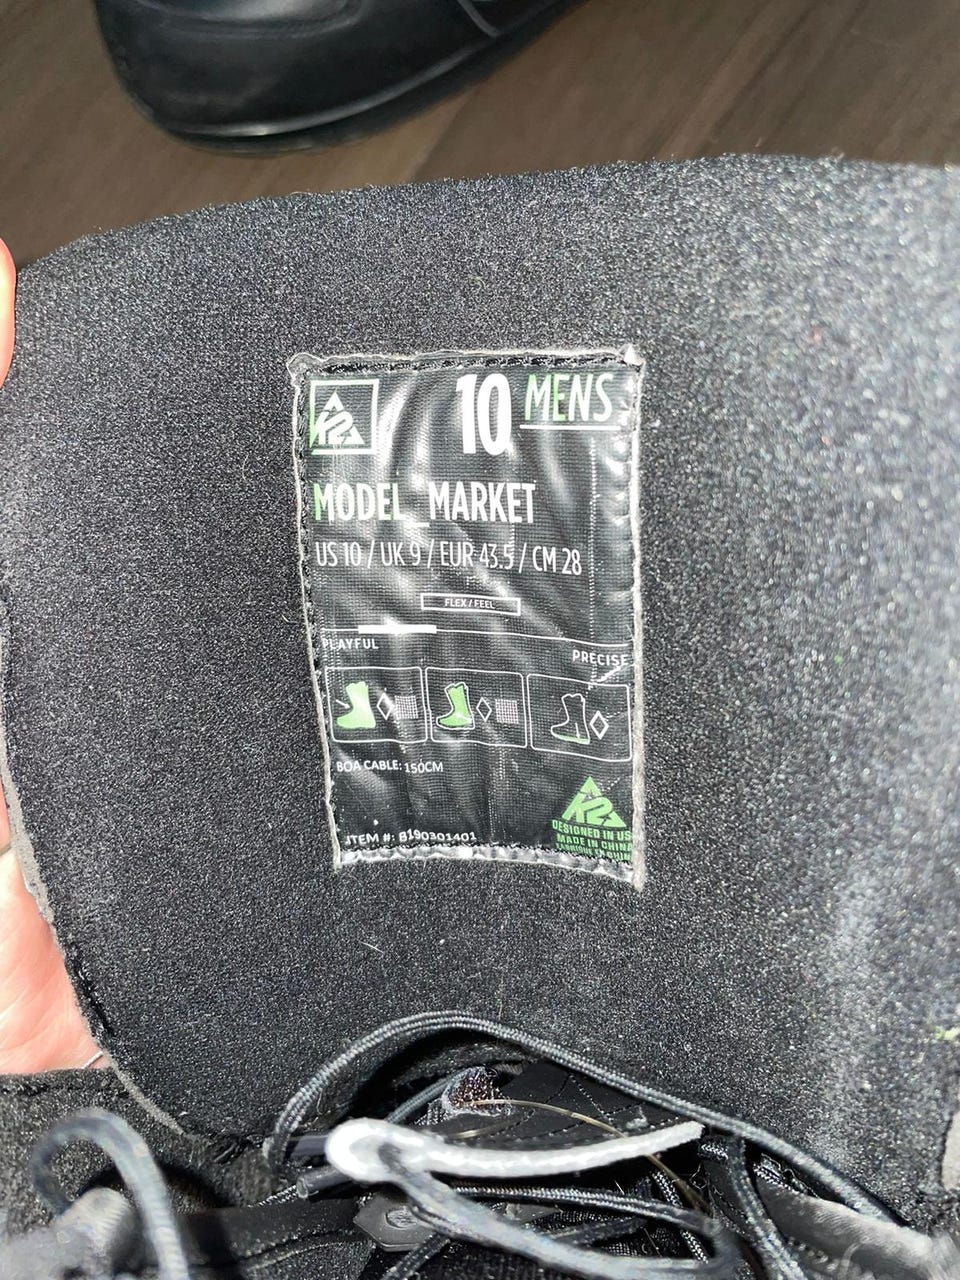 K2
10 MENS
MODEL_MARKET
US 10 / UK 9 / EUR 43.5 / CM 28
FLEX / FEEL
PLAYFUL
PRECISE
BOA CABLE: 150CM
ITEM #: B190301401
K2
DESIGNED IN US
MADE IN CHINA